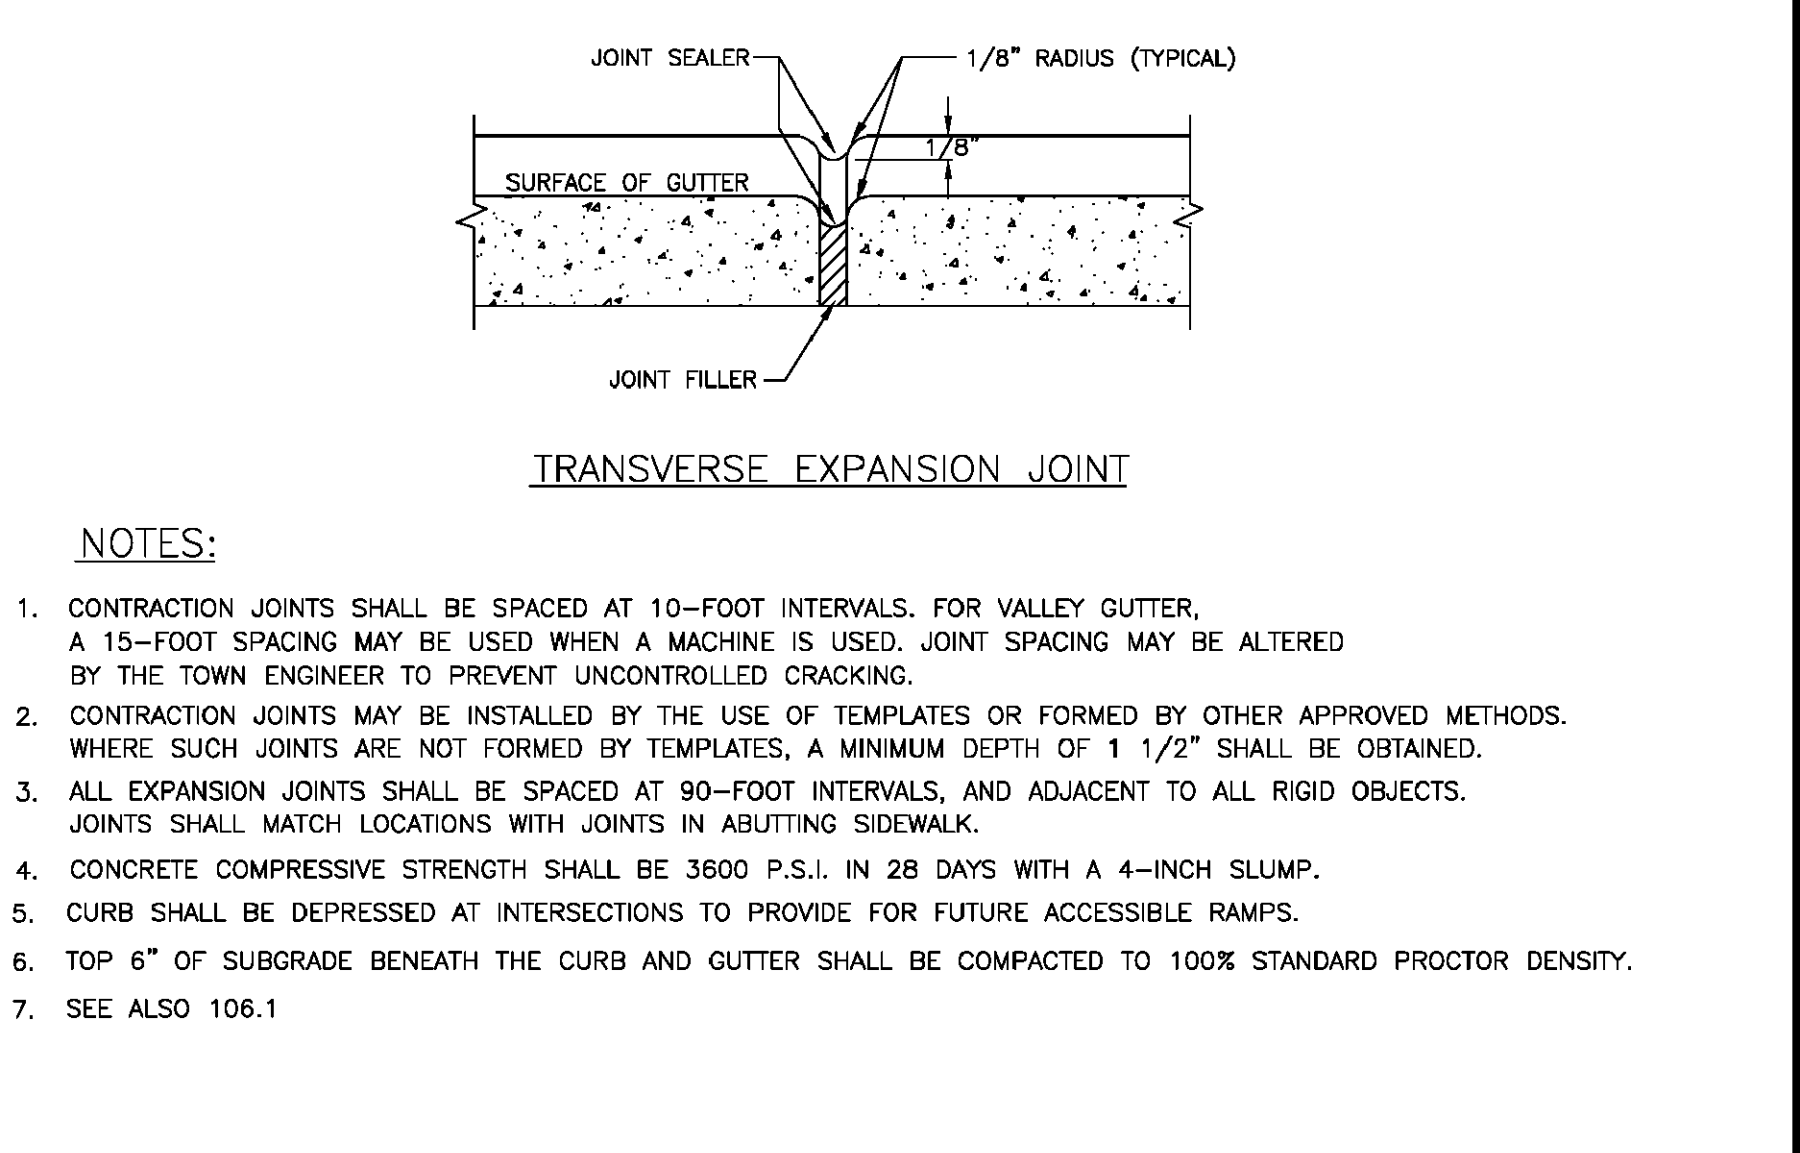 JOINT SEALER
1/8" RADIUS (TYPICAL)
1/8"
SURFACE OF GUTTER
JOINT FILLER
TRANSVERSE EXPANSION JOINT
NOTES:
1. CONTRACTION JOINTS SHALL BE SPACED AT 10-FOOT INTERVALS. FOR VALLEY GUTTER,
A 15-FOOT SPACING MAY BE USED WHEN A MACHINE IS USED. JOINT SPACING MAY BE ALTERED
BY THE TOWN ENGINEER TO PREVENT UNCONTROLLED CRACKING.
2. CONTRACTION JOINTS MAY BE INSTALLED BY THE USE OF TEMPLATES OR FORMED BY OTHER APPROVED METHODS.
WHERE SUCH JOINTS ARE NOT FORMED BY TEMPLATES, A MINIMUM DEPTH OF 1 1/2" SHALL BE OBTAINED.
3. ALL EXPANSION JOINTS SHALL BE SPACED AT 90-FOOT INTERVALS, AND ADJACENT TO ALL RIGID OBJECTS.
JOINTS SHALL MATCH LOCATIONS WITH JOINTS IN ABUTTING SIDEWALK.
4. CONCRETE COMPRESSIVE STRENGTH SHALL BE 3600 P.S.I. IN 28 DAYS WITH A 4-INCH SLUMP.
5. CURB SHALL BE DEPRESSED AT INTERSECTIONS TO PROVIDE FOR FUTURE ACCESSIBLE RAMPS.
6. TOP 6" OF SUBGRADE BENEATH THE CURB AND GUTTER SHALL BE COMPACTED TO 100% STANDARD PROCTOR DENSITY.
7. SEE ALSO 106.1